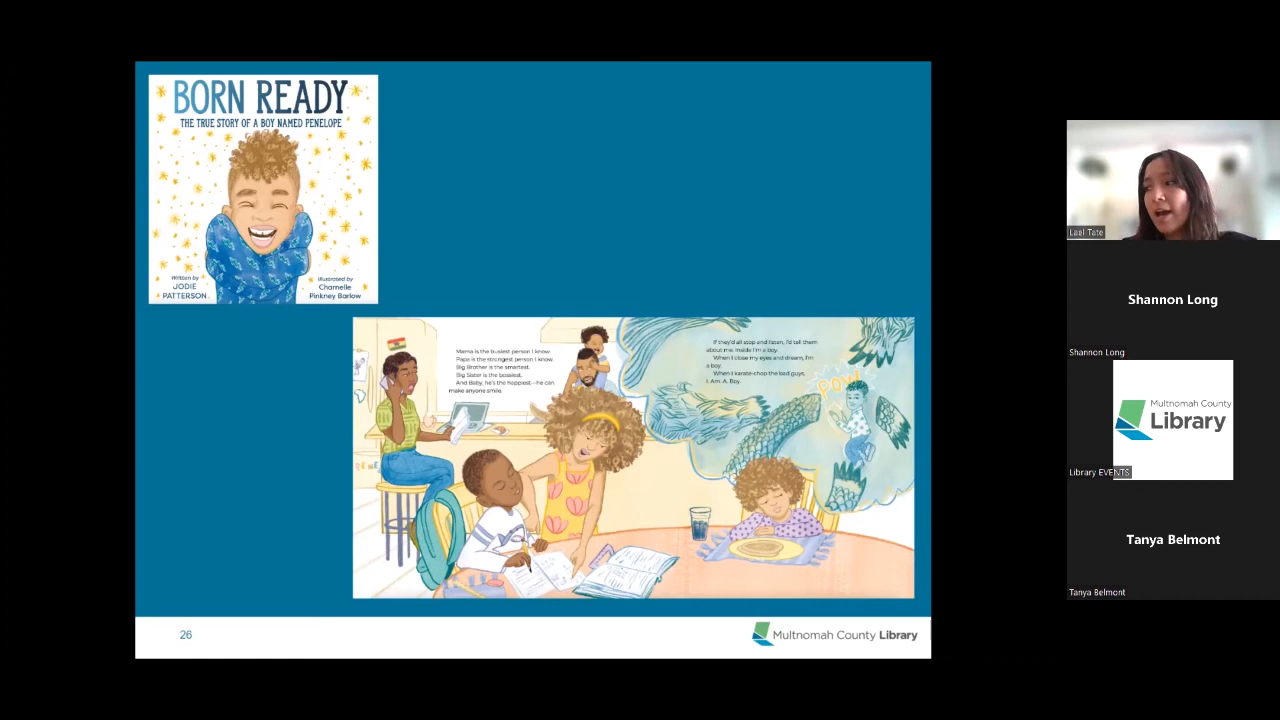 BORN READY
THE TRUE STORY OF A BOY NAMED PENELOPE
Written by
JODIE
PATTERSON
Illustrated by
Charnelle
Pinkney Barlow
Mama is the busiest person I know.
Papa is the strongest person I know.
Big Brother is the smartest.
Big Sister is the bossiest.
And Baby, he's the happiest—he can
make anyone smile.
If they'd all stop and listen, I'd tell them
about me. Inside I'm a boy.
When I close my eyes and dream, I'm
a boy.
When I karate-chop the bad guys,
I. Am. A. Boy.
POW!
26
Multnomah County Library
Lael Tate
Shannon Long
Shannon Long
Multnomah County
Library
Library EVENTS
Tanya Belmont
Tanya Belmont